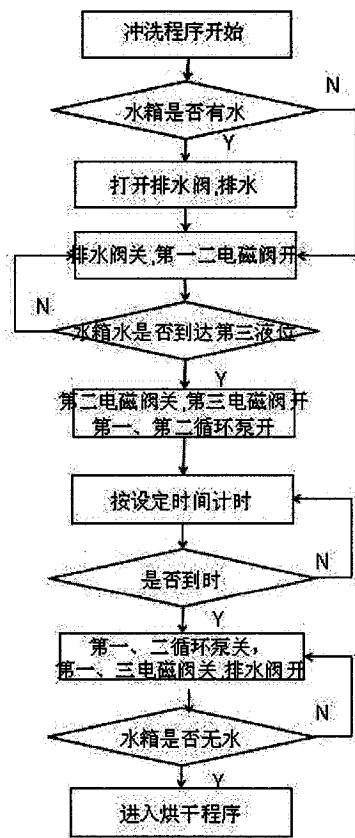 冲洗程序开始
N
水箱是否有水
Y
打开排水阀,排水
排水阀关,第一二电磁阀开
N
水箱水是否到达第三液位
Y
第二电磁阀关,第三电磁阀开
第一、第二循环泵开
按设定时间计时
N
是否到时
Y
第一、二循环泵关,
第一、三电磁阀关,排水阀开
N
水箱是否无水
Y
进入烘干程序